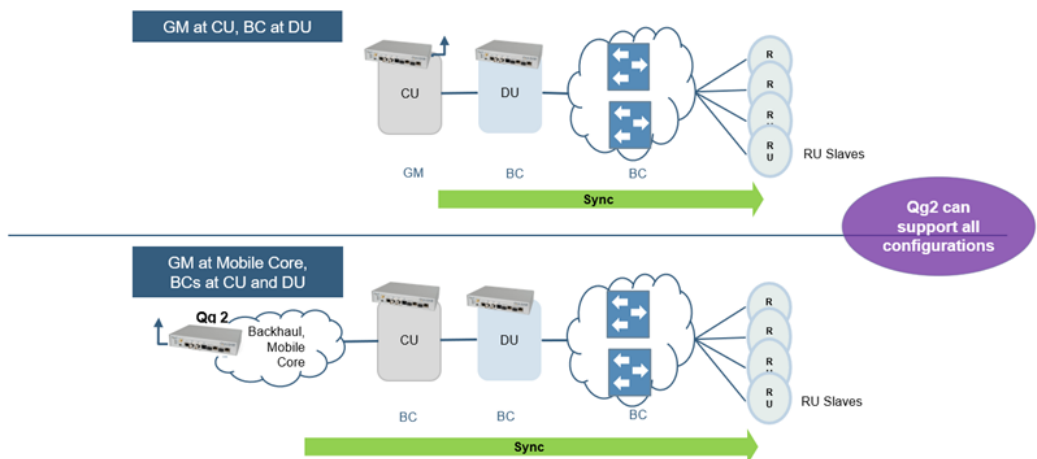 GM at CU, BC at DU
CU
DU
R
R
R
R
U
RU Slaves
GM
BC
BC
Sync
Qg2 can
support all
configurations
GM at Mobile Core,
BCs at CU and DU
Qg 2
Backhaul,
Mobile
Core
CU
DU
R
R
R
R
U
RU Slaves
BC
BC
BC
Sync